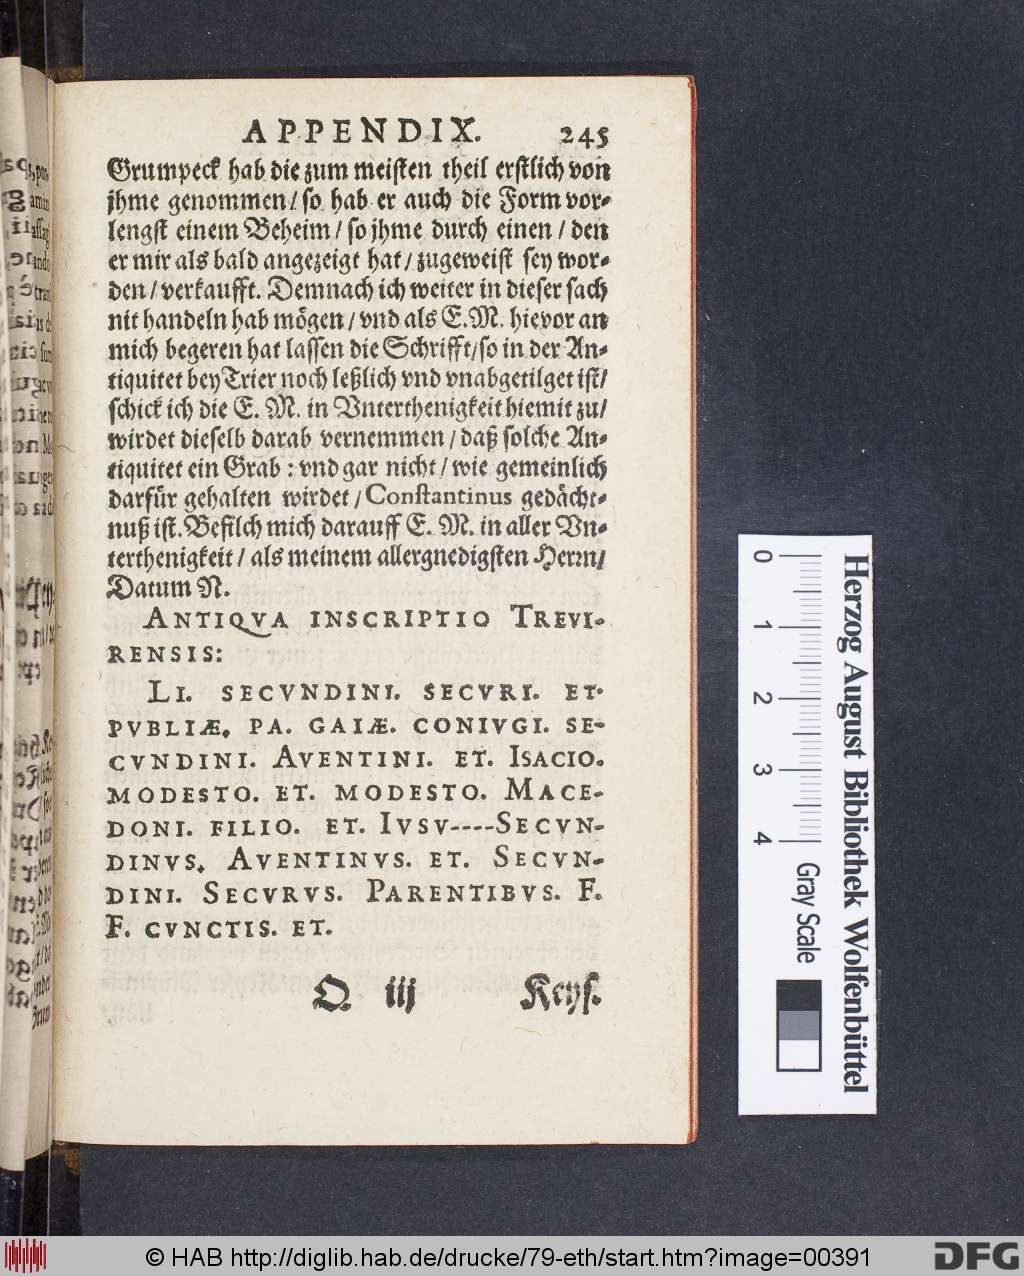 APPENDIX. 245
Grumpeck hab die zum meisten theil erstlich von
jhme genommen / so hab er auch die Form vor-
lengst einem Beheim / so jhme durch einen / den
er mir als bald angezeigt hat / zugeweist sey wor-
den / verkaufft. Demnach ich weiter in dieser sach
nit handeln hab mögen / vnd als E. M. hievor an
mich begeren hat lassen die Schrifft / so in der An-
tiquitet bey Trier noch leßlich vnd vnabgetilget ist /
schick ich die E. M. in Vnterthenigkeit hiemit zu /
wirdet dieselb darab vernemmen / daß solche An-
tiquitet ein Grab : vnd gar nicht / wie gemeinlich
darfür gehalten wirdet / Constantinus gedächt-
nuß ist. Befilch mich darauff E. M. in aller Vn-
terthenigkeit / als meinem allergnedigsten Herrn /
Datum N.
ANTIQVA INSCRIPTIO TREVI-
RENSIS:
LI. SECVNDINI. SECVRI. ET.
PVBLIÆ. PA. GAIÆ. CONIVGI. SE-
CVNDINI. AVENTINI. ET. ISACIO.
MODESTO. ET. MODESTO. MACE-
DONI. FILIO. ET. IVSV----SECVN-
DINVS. AVENTINVS. ET. SECVN-
DINI. SECVRVS. PARENTIBVS. F.
F. CVNCTIS. ET.
Q iij Keys.
0 1 2 3 4 Gray Scale
Herzog August Bibliothek Wolfenbüttel
© HAB http://diglib.hab.de/drucke/79-eth/start.htm?image=00391
DFG